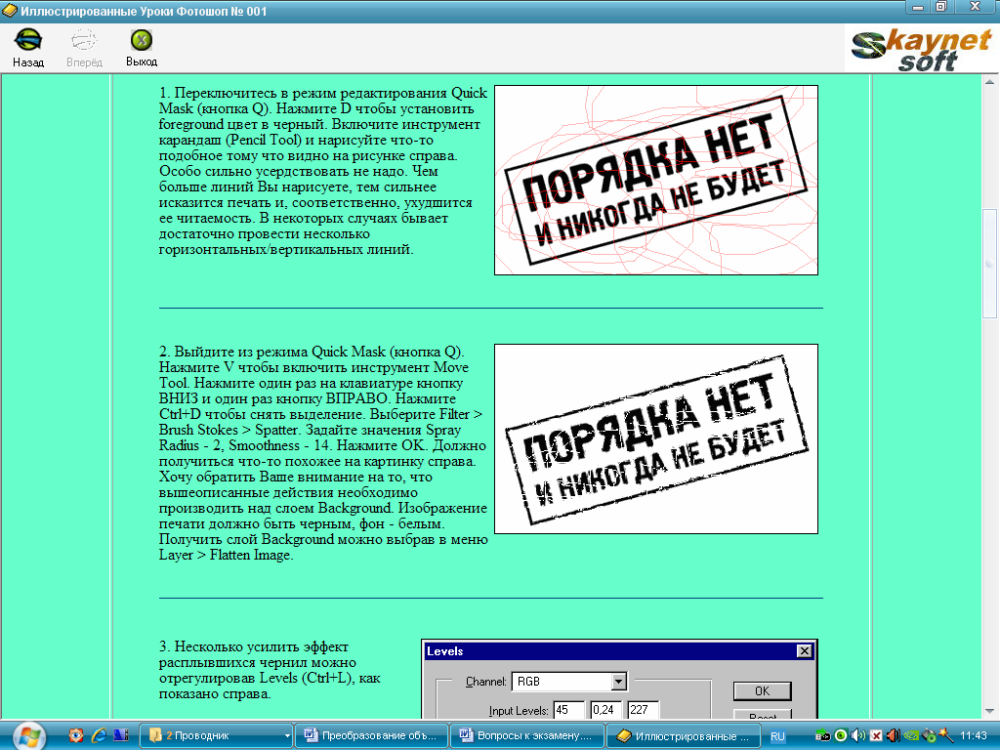 Иллюстрированные Уроки Фотошоп № 001
Назад
Вперёд
Выход
Skaynet
soft
1. Переключитесь в режим редактирования Quick
Mask (кнопка Q). Нажмите D чтобы установить
foreground цвет в черный. Включите инструмент
карандаш (Pencil Tool) и нарисуйте что-то
подобное тому что видно на рисунке справа.
Особо сильно усердствовать не надо. Чем
больше линий Вы нарисуете, тем сильнее
исказится печать и, соответственно, ухудшится
ее читаемость. В некоторых случаях бывает
достаточно провести несколько
горизонтальных/вертикальных линий.
ПОРЯДКА НЕТ
И НИКОГДА НЕ БУДЕТ
2. Выйдите из режима Quick Mask (кнопка Q).
Нажмите V чтобы включить инструмент Move
Tool. Нажмите один раз на клавиатуре кнопку
ВНИЗ и один раз кнопку ВПРАВО. Нажмите
Ctrl+D чтобы снять выделение. Выберите Filter >
Brush Stokes > Spatter. Задайте значения Spray
Radius - 2, Smoothness - 14. Нажмите OK. Должно
получиться что-то похожее на картинку справа.
Хочу обратить Ваше внимание на то, что
вышеописанные действия необходимо
производить над слоем Background. Изображение
печати должно быть черным, фон - белым.
Получить слой Background можно выбрав в меню
Layer > Flatten Image.
ПОРЯДКА НЕТ
И НИКОГДА НЕ БУДЕТ
3. Несколько усилить эффект
расплывшихся чернил можно
отрегулировав Levels (Ctrl+L), как
показано справа.
Levels
Channel: RGB
OK
Input Levels: 45 0,24 227
Reset
2 Проводник
Преобразование объ...
Вопросы к экзамену....
Иллюстрированные ...
RU
11:43